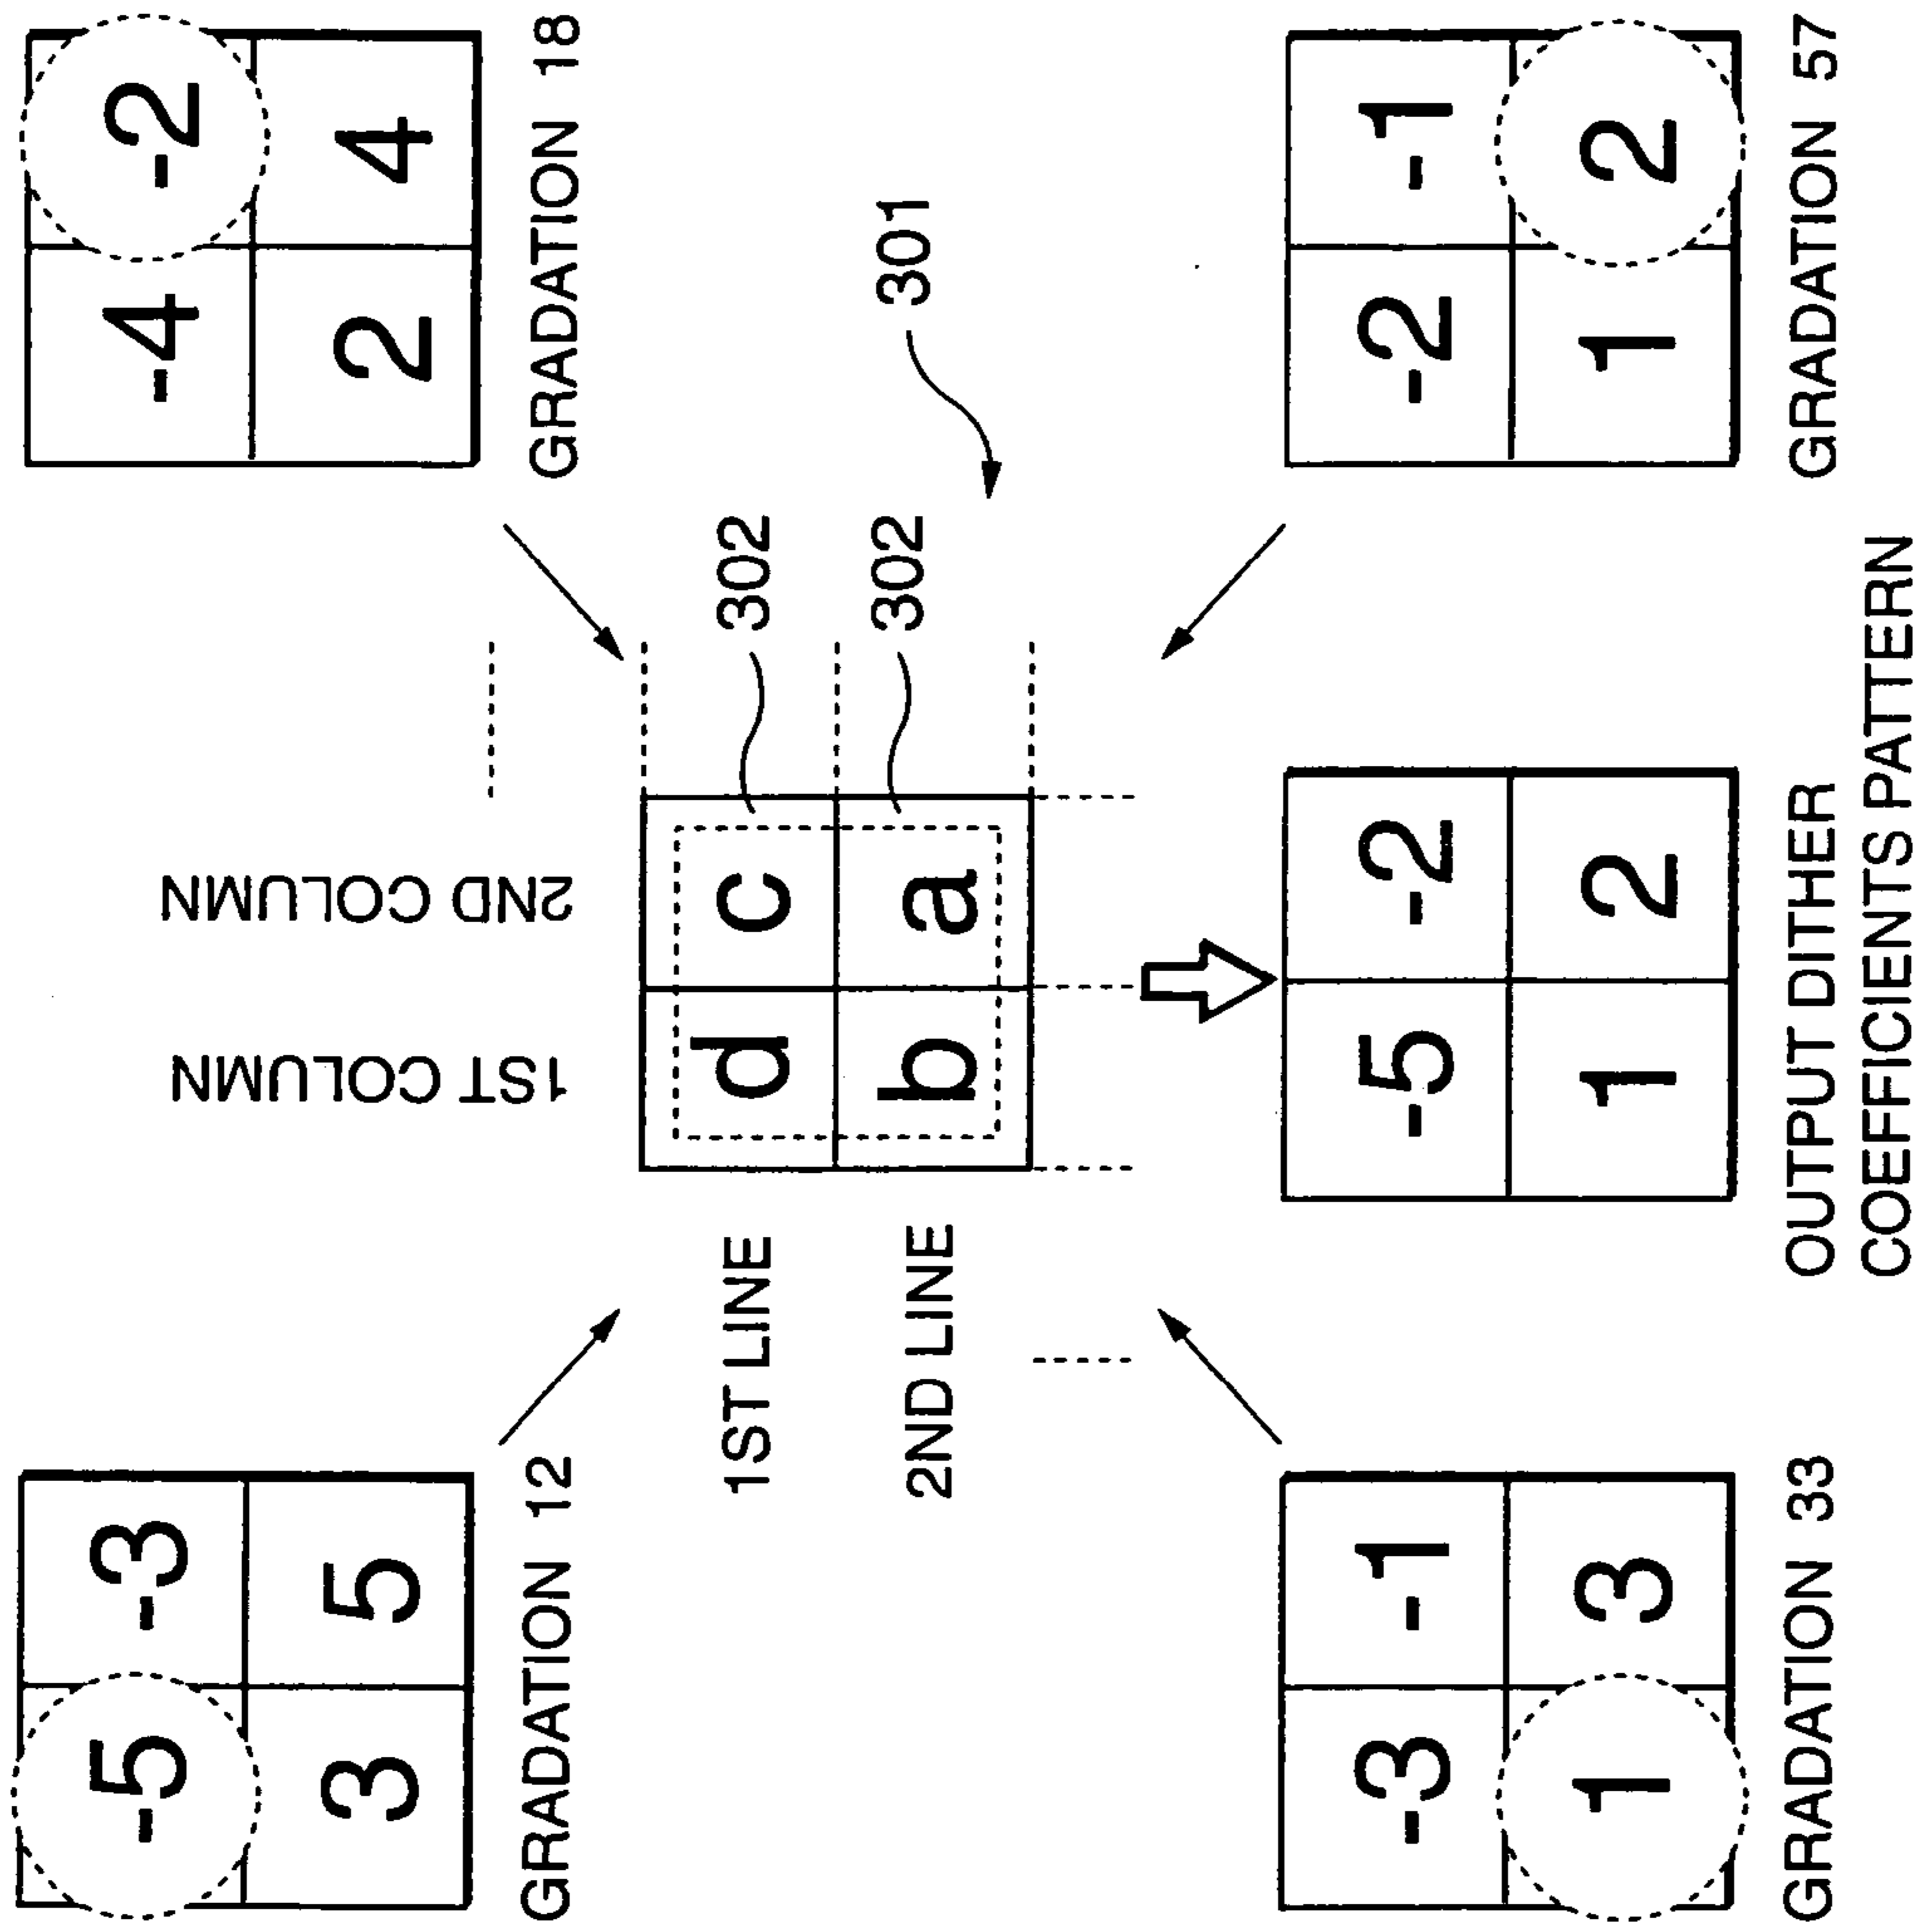 -5 -3
3 5
GRADATION 12
1ST COLUMN
2ND COLUMN
-4 -2
2 4
GRADATION 18
1ST LINE
d c
302
2ND LINE
b a
302
301
-3 -1
1 3
GRADATION 33
-5 -2
1 2
OUTPUT DITHER
COEFFICIENTS PATTERN
-2 -1
1 2
GRADATION 57